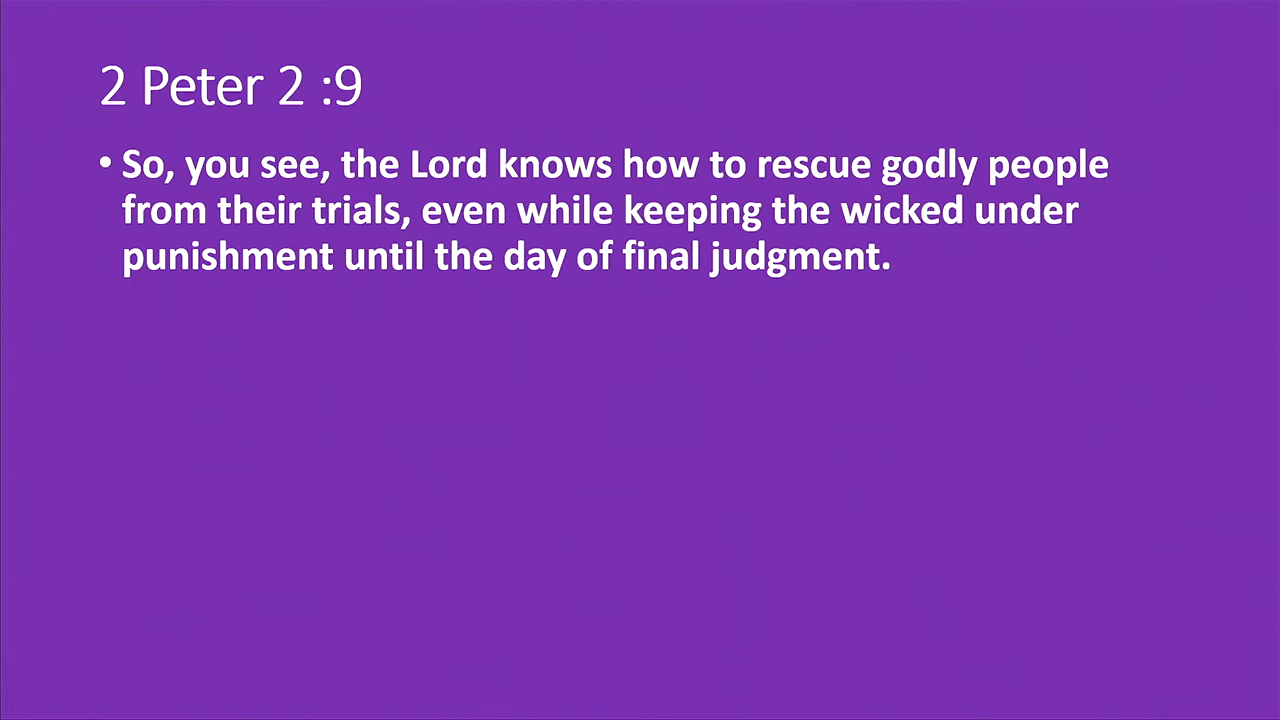 2 Peter 2 :9
• So, you see, the Lord knows how to rescue godly people
from their trials, even while keeping the wicked under
punishment until the day of final judgment.